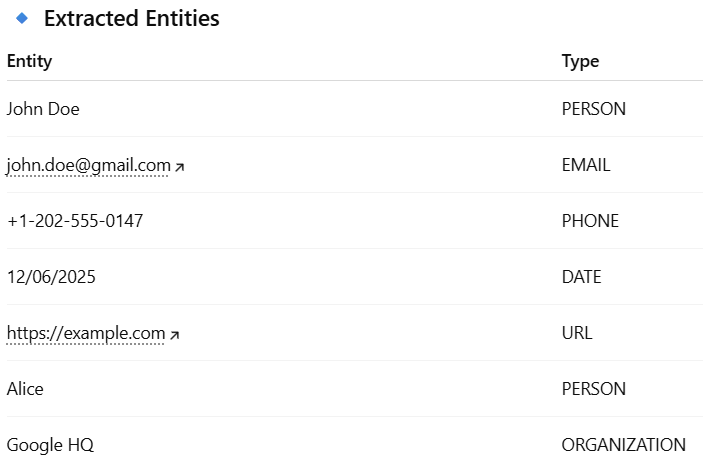 🔹 Extracted Entities
Entity Type
John Doe PERSON
john.doe@gmail.com ↗ EMAIL
+1-202-555-0147 PHONE
12/06/2025 DATE
https://example.com ↗ URL
Alice PERSON
Google HQ ORGANIZATION